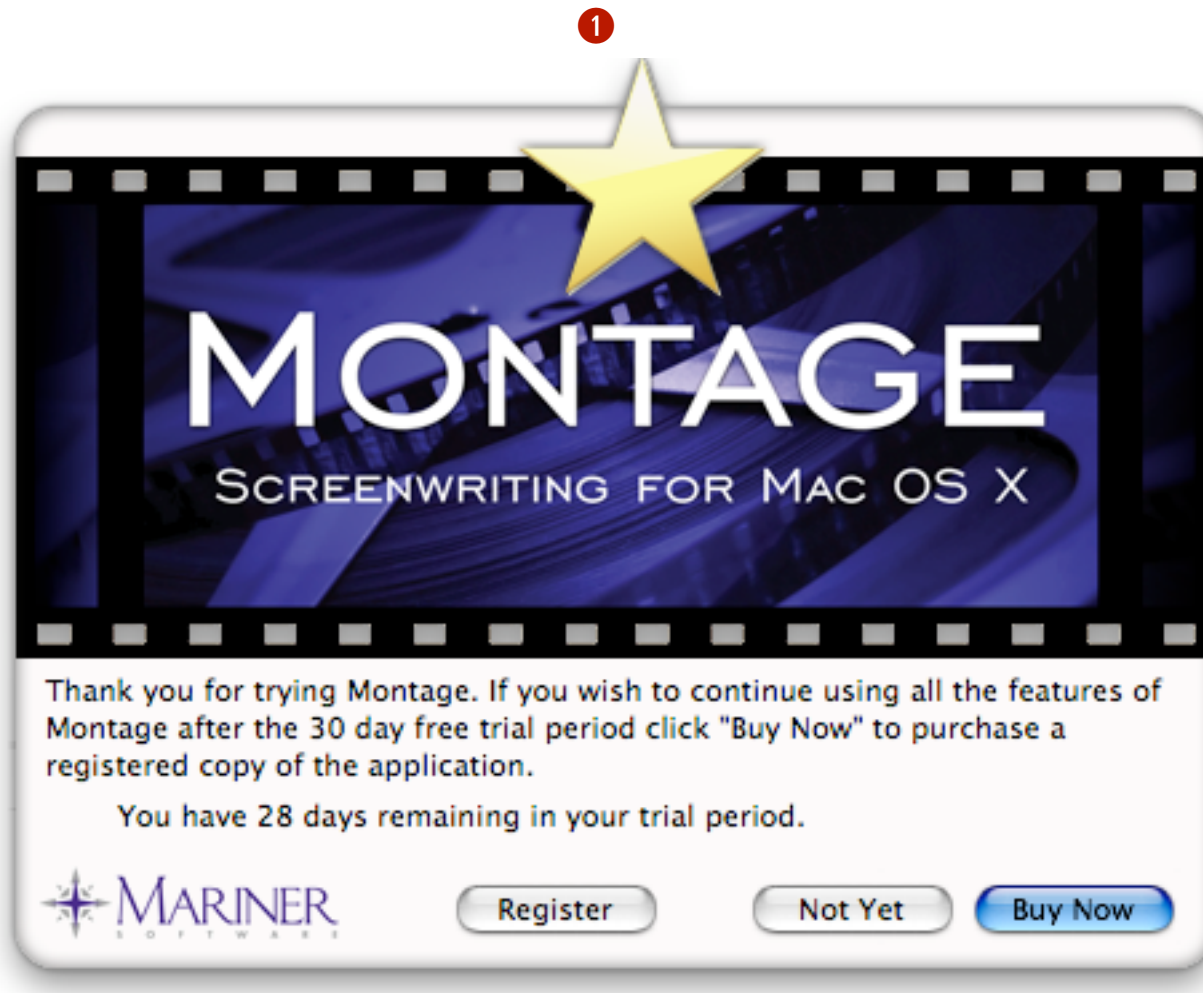 1
MONTAGE
SCREENWRITING FOR MAC OS X
Thank you for trying Montage. If you wish to continue using all the features of
Montage after the 30 day free trial period click "Buy Now" to purchase a
registered copy of the application.
You have 28 days remaining in your trial period.
MARINER
SOFTWARE
Register
Not Yet
Buy Now